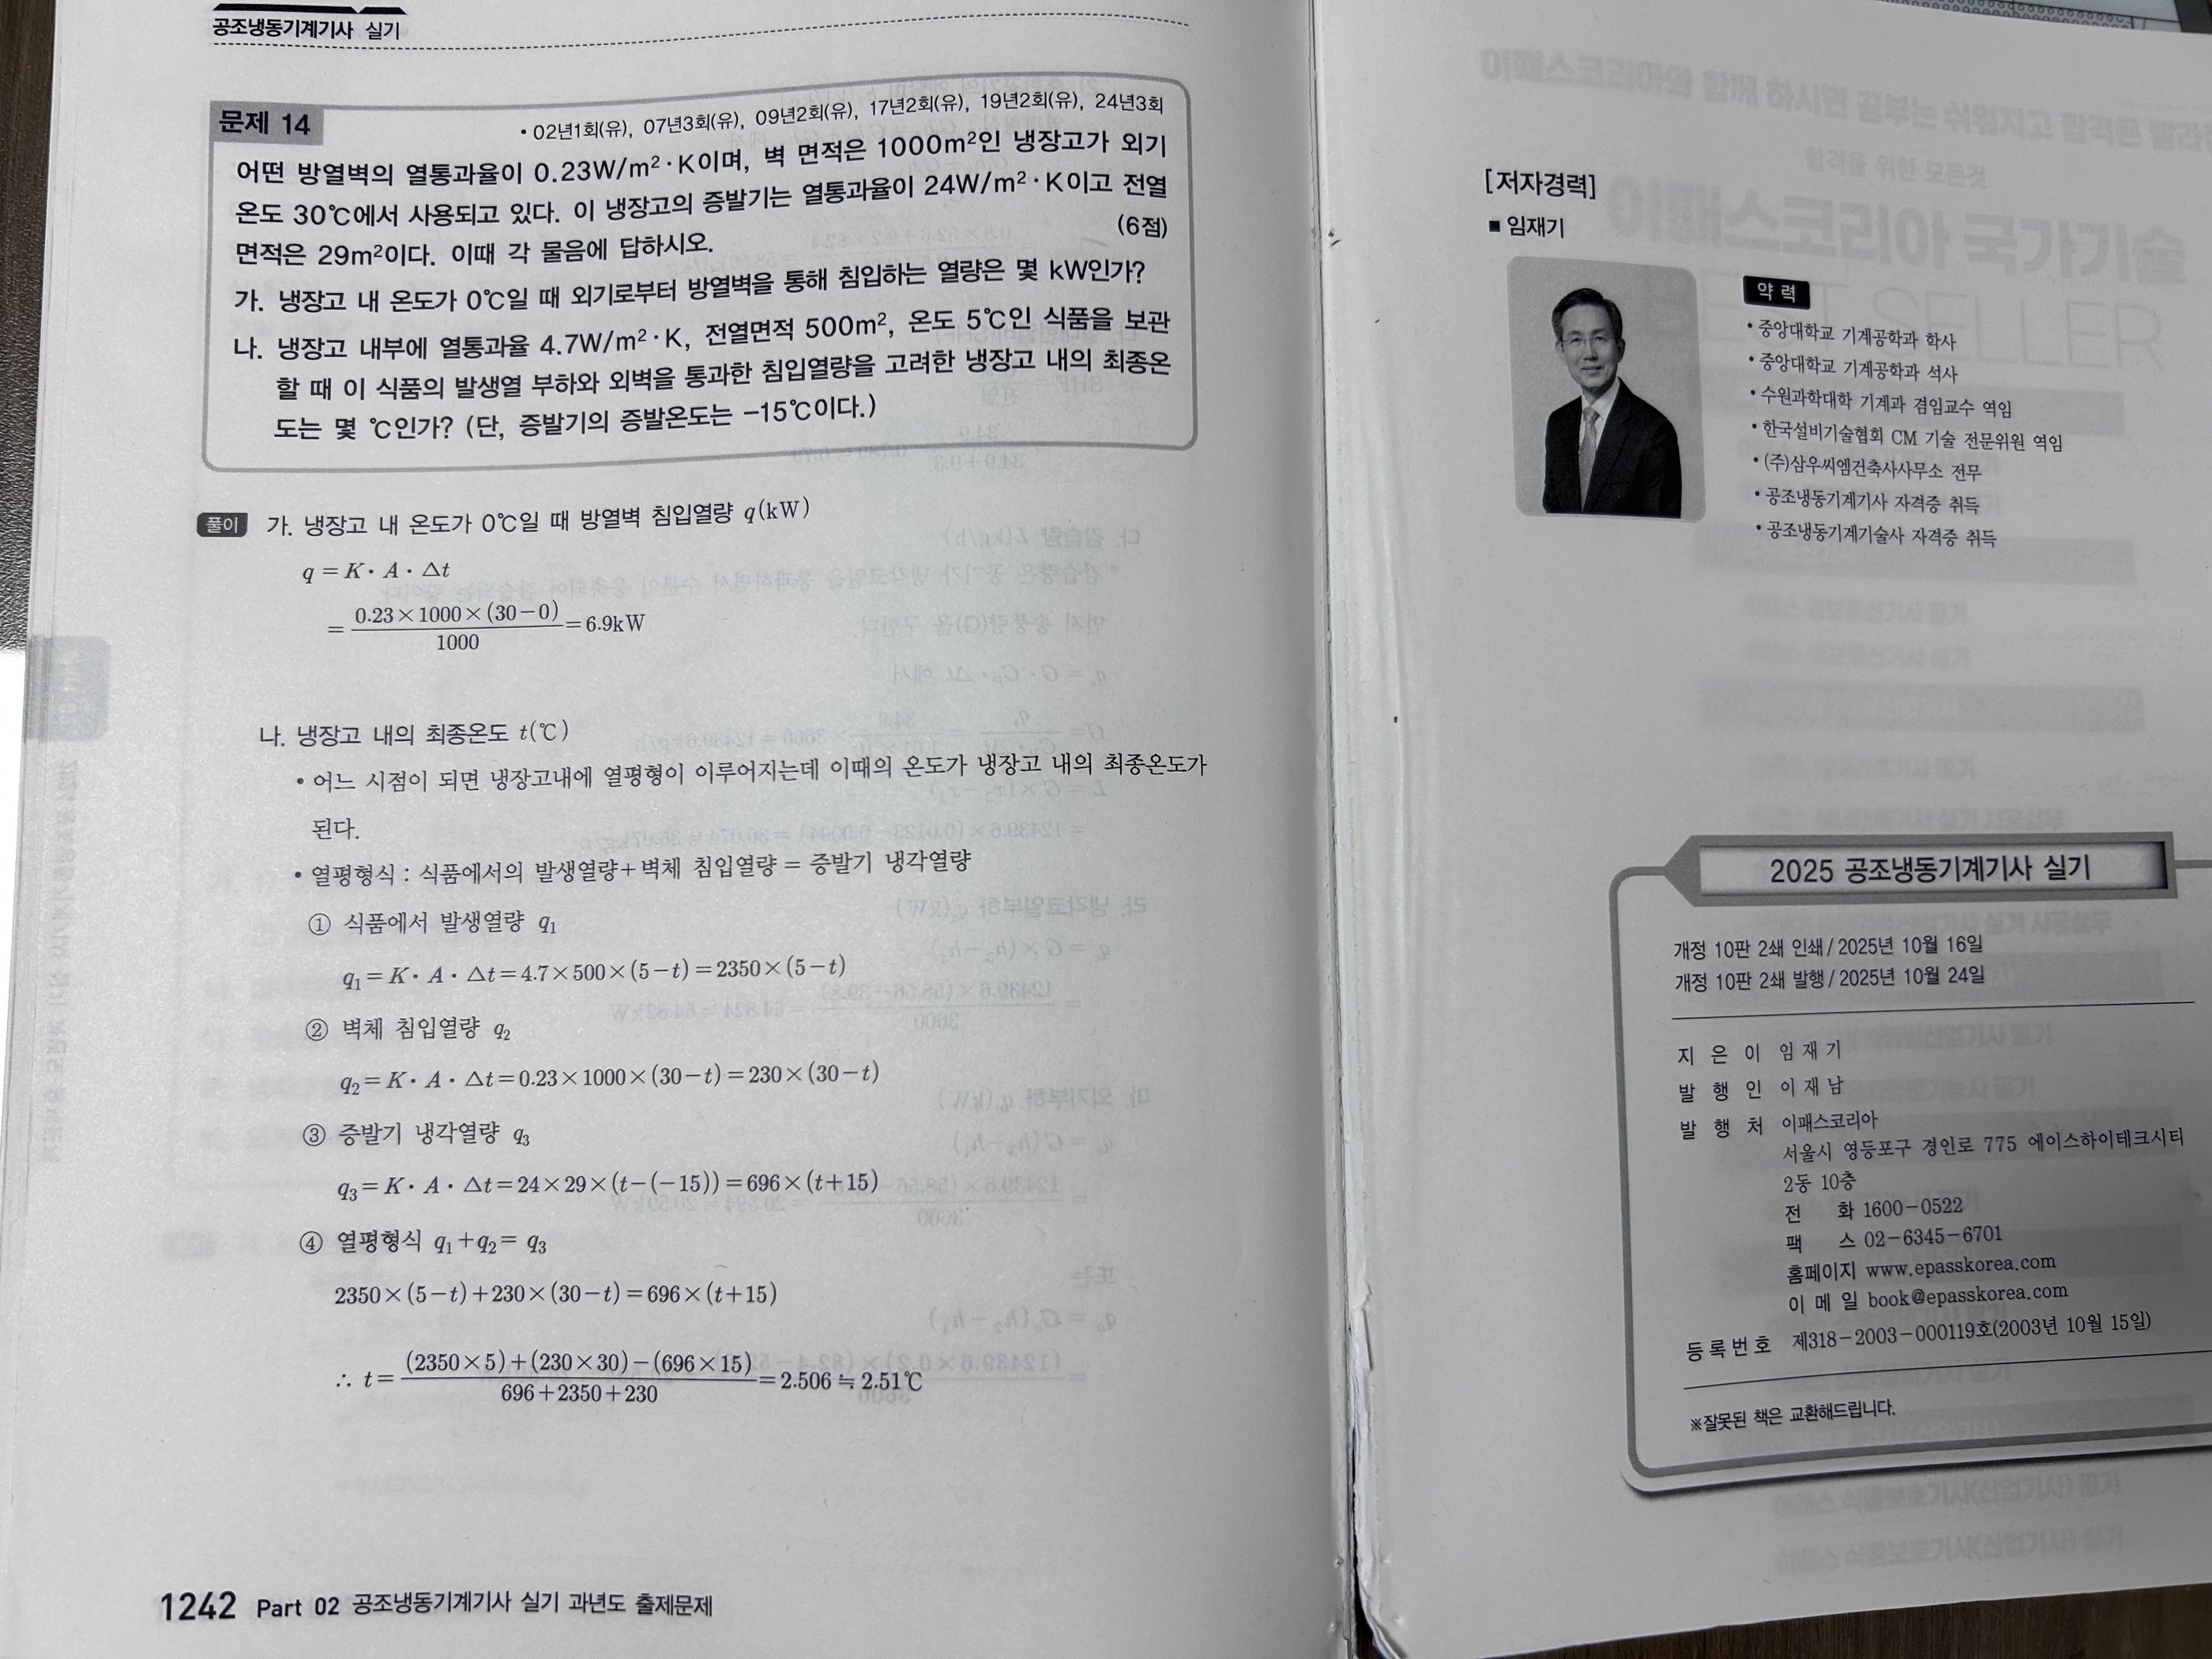 공조냉동기계기사 실기
문제 14
• 02년1회(유), 07년3회(유), 09년2회(유), 17년2회(유), 19년2회(유), 24년3회
어떤 방열벽의 열통과율이 0.23W/m²·K이며, 벽 면적은 1000m²인 냉장고가 외기
온도 30℃에서 사용되고 있다. 이 냉장고의 증발기는 열통과율이 24W/m²·K이고 전열
면적은 29m²이다. 이때 각 물음에 답하시오. (6점)
가. 냉장고 내 온도가 0℃일 때 외기로부터 방열벽을 통해 침입하는 열량은 몇 kW인가?
나. 냉장고 내부에 열통과율 4.7W/m²·K, 전열면적 500m², 온도 5℃인 식품을 보관
할 때 이 식품의 발생열 부하와 외벽을 통과한 침입열량을 고려한 냉장고 내의 최종온
도는 몇 ℃인가? (단, 증발기의 증발온도는 -15℃이다.)
풀이 가. 냉장고 내 온도가 0℃일 때 방열벽 침입열량 q(kW)
q = K· A · Δt
= 0.23×1000×(30-0) / 1000 = 6.9kW
나. 냉장고 내의 최종온도 t(℃)
• 어느 시점이 되면 냉장고내에 열평형이 이루어지는데 이때의 온도가 냉장고 내의 최종온도가
된다.
• 열평형식 : 식품에서의 발생열량+벽체 침입열량 = 증발기 냉각열량
① 식품에서 발생열량 q₁
q₁ = K· A · Δt = 4.7×500×(5-t) = 2350×(5-t)
② 벽체 침입열량 q₂
q₂ = K· A · Δt = 0.23×1000×(30-t) = 230×(30-t)
③ 증발기 냉각열량 q₃
q₃ = K· A · Δt = 24×29×(t-(-15)) = 696×(t+15)
④ 열평형식 q₁+q₂ = q₃
2350×(5-t)+230×(30-t) = 696×(t+15)
∴ t = (2350×5)+(230×30)-(696×15) / 696+2350+230 = 2.506 ≒ 2.51℃
1242 Part 02 공조냉동기계기사 실기 과년도 출제문제
[저자경력]
■ 임재기
약 력
• 중앙대학교 기계공학과 학사
• 중앙대학교 기계공학과 석사
• 수원과학대학 기계과 겸임교수 역임
• 한국설비기술협회 CM 기술 전문위원 역임
• (주)삼우씨엠건축사사무소 전무
• 공조냉동기계기사 자격증 취득
• 공조냉동기계기술사 자격증 취득
2025 공조냉동기계기사 실기
개정 10판 2쇄 인쇄 / 2025년 10월 16일
개정 10판 2쇄 발행 / 2025년 10월 24일
지 은 이 임 재 기
발 행 인 이 재 남
발 행 처 이패스코리아
서울시 영등포구 경인로 775 에이스하이테크시티
2동 10층
전 화 1600-0522
팩 스 02-6345-6701
홈페이지 www.epasskorea.com
이 메 일 book@epasskorea.com
등록번호 제318-2003-000119호(2003년 10월 15일)
※잘못된 책은 교환해드립니다.